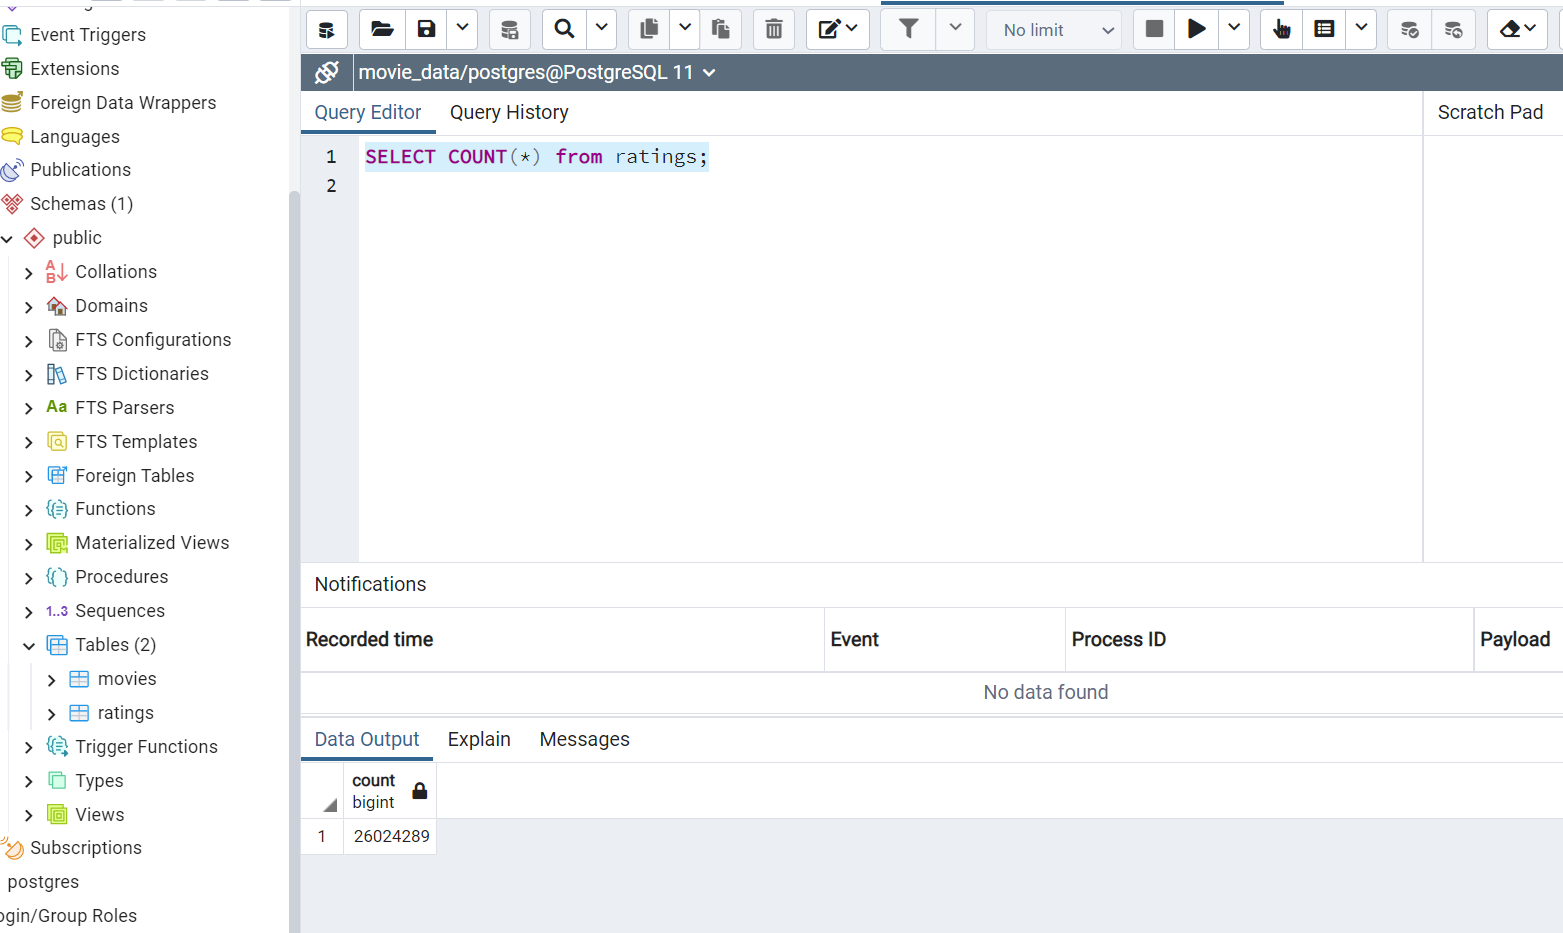 Event Triggers
Extensions
Foreign Data Wrappers
Languages
Publications
Schemas (1)
public
Collations
Domains
FTS Configurations
FTS Dictionaries
Aa FTS Parsers
FTS Templates
Foreign Tables
Functions
Materialized Views
Procedures
1..3 Sequences
Tables (2)
movies
ratings
Trigger Functions
Types
Views
Subscriptions
postgres
ogin/Group Roles
No limit
movie_data/postgres@PostgreSQL 11
Query Editor Query History
Scratch Pad
1 SELECT COUNT(*) from ratings;
2
Notifications
Recorded time Event Process ID Payload
No data found
Data Output Explain Messages
count
bigint
1 26024289